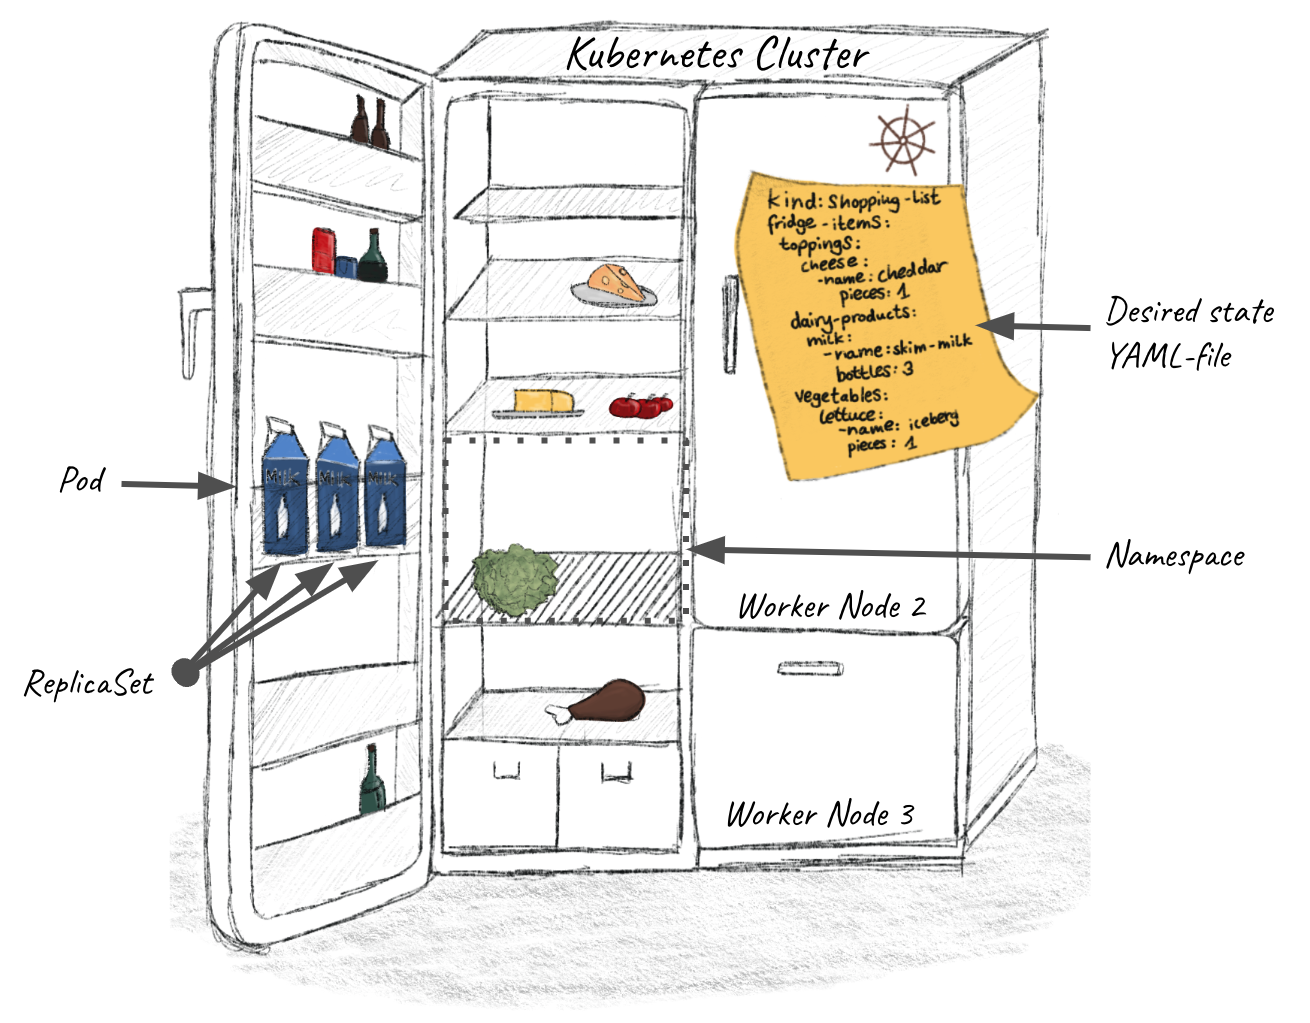 Kubernetes Cluster
kind: Shopping-list
fridge-items:
toppings:
cheese:
-name: cheddar
pieces: 1
dairy-products:
milk:
-name: skim-milk
bottles: 3
vegetables:
lettuce:
-name: iceberg
pieces: 1
Desired state
YAML-file
Pod
Milk
Milk
Milk
Namespace
Worker Node 2
ReplicaSet
Worker Node 3